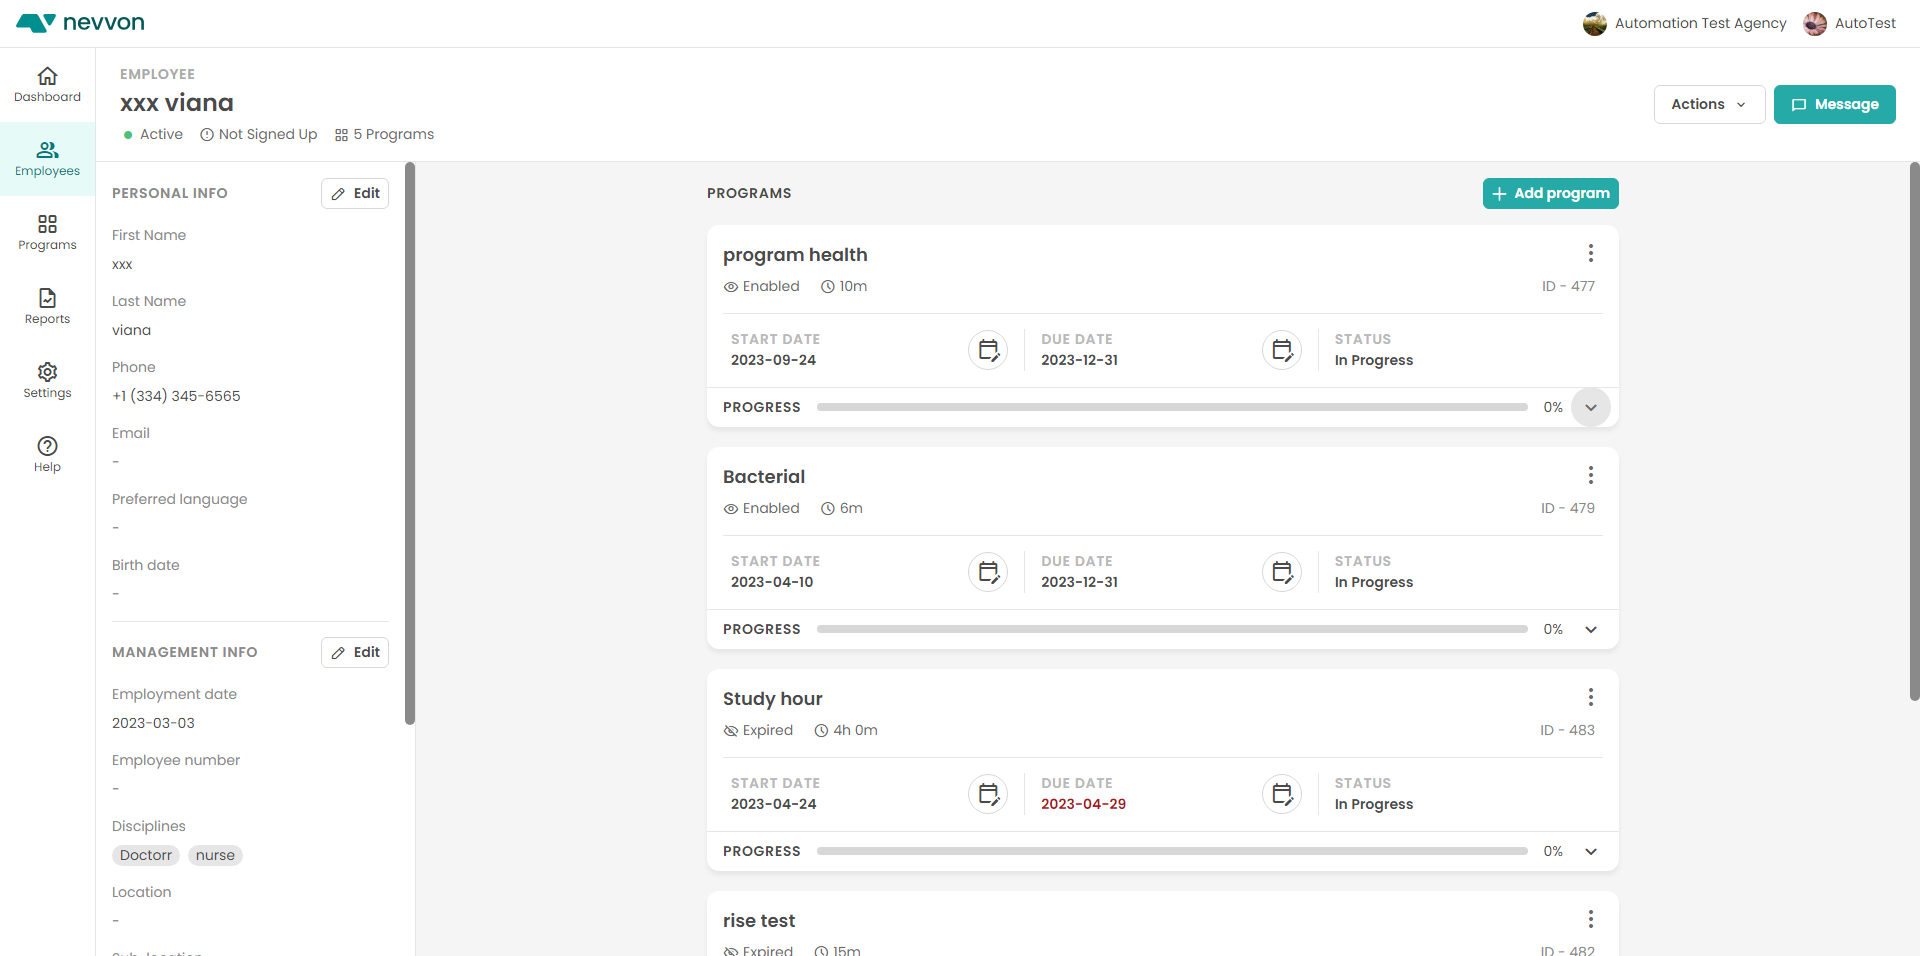 nevvon
Automation Test Agency
AutoTest
Dashboard
Employees
Programs
Reports
Settings
Help
EMPLOYEE
xxx viana
Active
Not Signed Up
5 Programs
Actions
Message
PERSONAL INFO
Edit
First Name
xxx
Last Name
viana
Phone
+1 (334) 345-6565
Email
-
Preferred language
-
Birth date
-
MANAGEMENT INFO
Edit
Employment date
2023-03-03
Employee number
-
Disciplines
Doctorr nurse
Location
-
Sub-location
PROGRAMS
Add program
program health
Enabled 10m ID - 477
START DATE DUE DATE STATUS
2023-09-24 2023-12-31 In Progress
PROGRESS 0%
Bacterial
Enabled 6m ID - 479
START DATE DUE DATE STATUS
2023-04-10 2023-12-31 In Progress
PROGRESS 0%
Study hour
Expired 4h 0m ID - 483
START DATE DUE DATE STATUS
2023-04-24 2023-04-29 In Progress
PROGRESS 0%
rise test
Expired 15m ID - 482